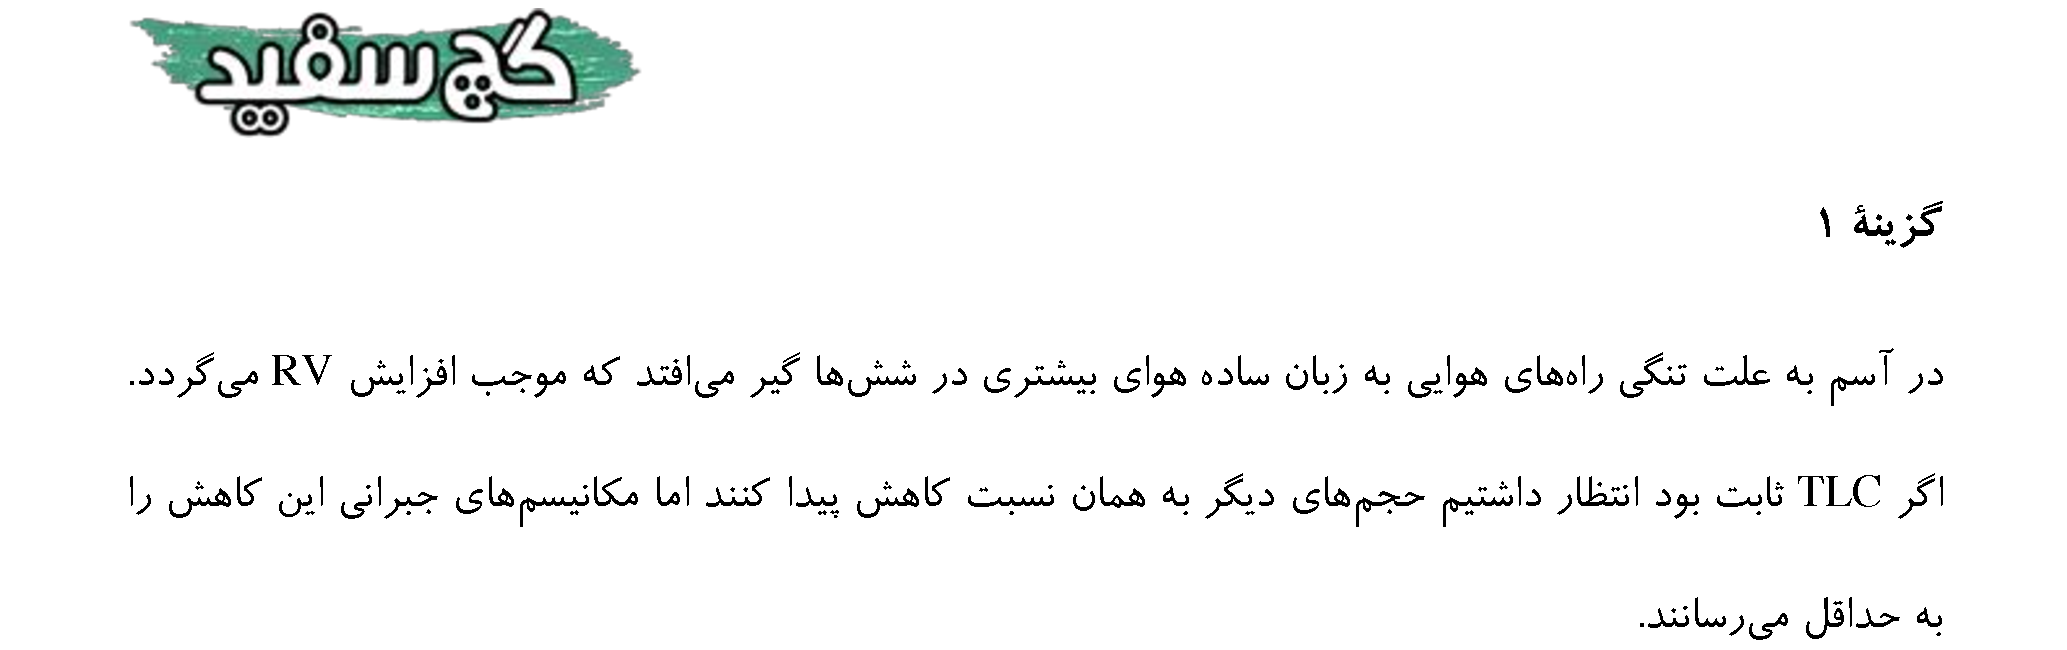 گچ سفید
گزینهٔ ۱
در آسم به علت تنگی راه‌های هوایی به زبان ساده هوای بیشتری در شش‌ها گیر می‌افتد که موجب افزایش RV می‌گردد.
اگر TLC ثابت بود انتظار داشتیم حجم‌های دیگر به همان نسبت کاهش پیدا کنند اما مکانیسم‌های جبرانی این کاهش را
به حداقل می‌رسانند.